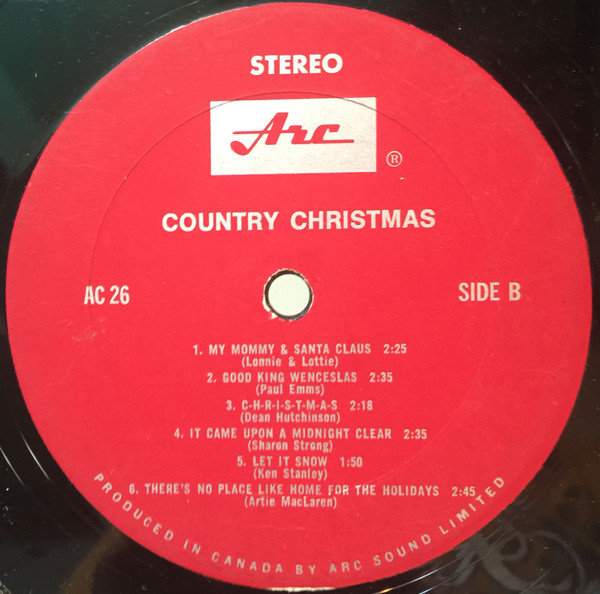 STEREO
Arc
®
COUNTRY CHRISTMAS
AC 26
SIDE B
1. MY MOMMY & SANTA CLAUS 2:25
(Lonnie & Lottie)
2. GOOD KING WENCESLAS 2:35
(Paul Emms)
3. C-H-R-I-S-T-M-A-S 2:18
(Dean Hutchinson)
4. IT CAME UPON A MIDNIGHT CLEAR 2:35
(Sharon Strong)
5. LET IT SNOW 1:50
(Ken Stanley)
6. THERE'S NO PLACE LIKE HOME FOR THE HOLIDAYS 2:45
(Artie MacLaren)
PRODUCED IN CANADA BY ARC SOUND LIMITED